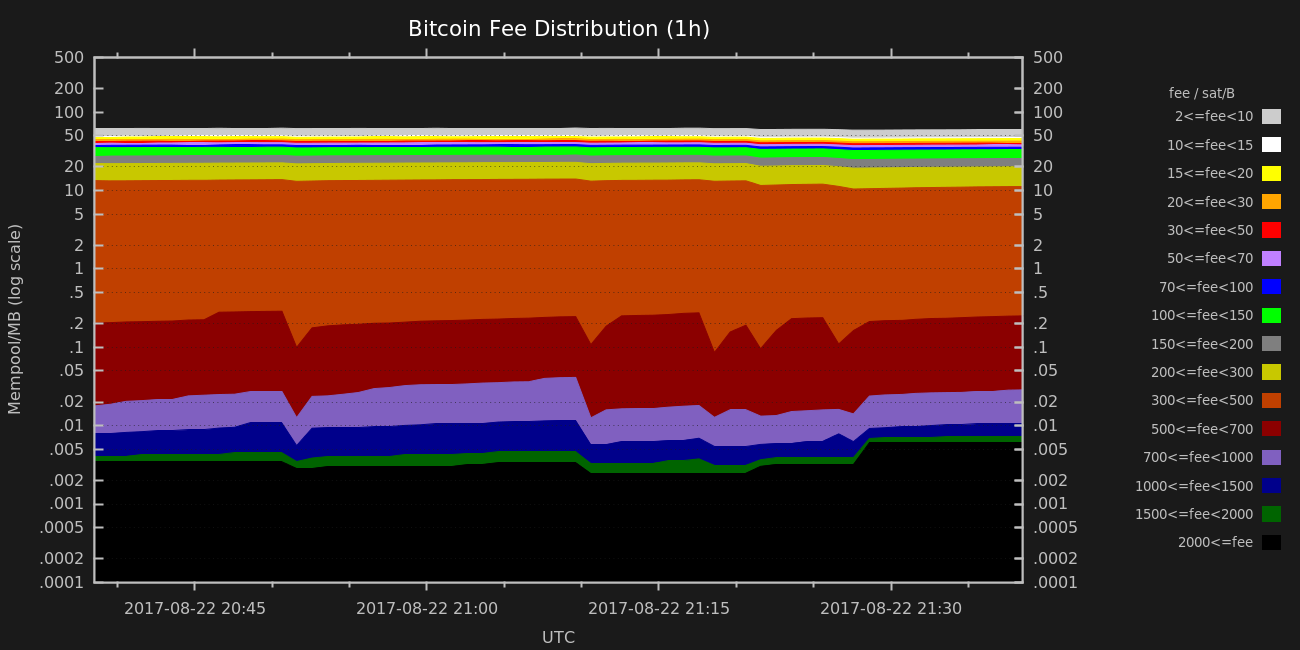 Bitcoin Fee Distribution (1h)
500
200
100
50
20
10
5
2
1
.5
.2
.1
.05
.02
.01
.005
.002
.001
.0005
.0002
.0001
Mempool/MB (log scale)
500
200
100
50
20
10
5
2
1
.5
.2
.1
.05
.02
.01
.005
.002
.001
.0005
.0002
.0001
2017-08-22 20:45
2017-08-22 21:00
2017-08-22 21:15
2017-08-22 21:30
UTC
fee / sat/B
2<=fee<10
10<=fee<15
15<=fee<20
20<=fee<30
30<=fee<50
50<=fee<70
70<=fee<100
100<=fee<150
150<=fee<200
200<=fee<300
300<=fee<500
500<=fee<700
700<=fee<1000
1000<=fee<1500
1500<=fee<2000
2000<=fee